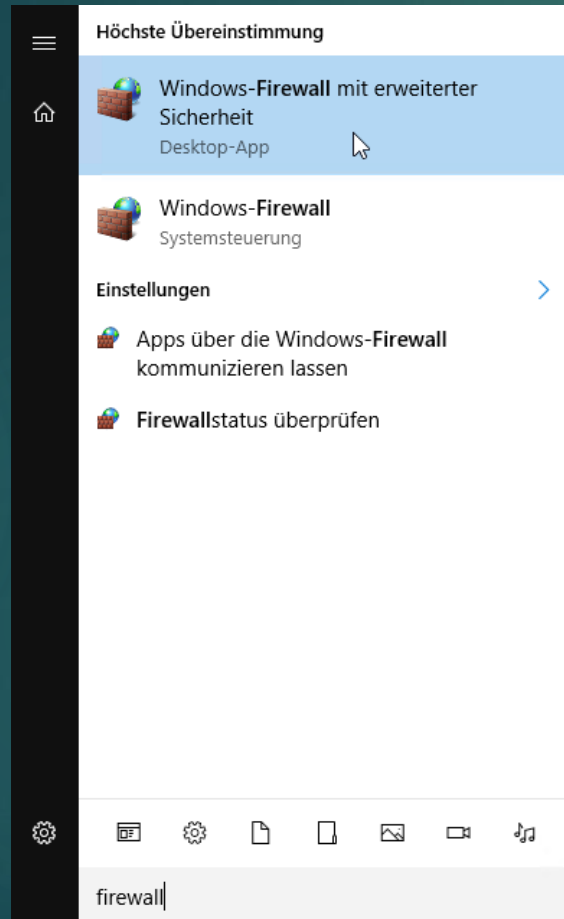 Höchste Übereinstimmung
Windows-Firewall mit erweiterter
Sicherheit
Desktop-App
Windows-Firewall
Systemsteuerung
Einstellungen
Apps über die Windows-Firewall
kommunizieren lassen
Firewallstatus überprüfen
firewall